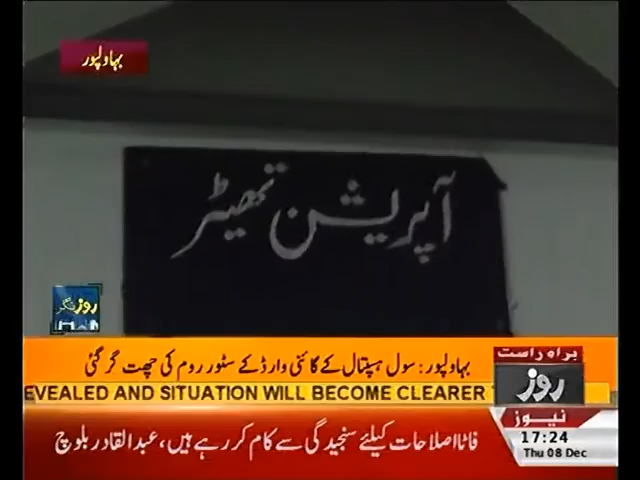 بہاولپور
آپریشن تھیٹر
روز نگر
براہ راست
بہاولپور: سول ہسپتال کے گائنی وارڈ کے سٹور روم کی چھت گر گئی
روز
EVEALED AND SITUATION WILL BECOME CLEARER
نیوز
فاٹا اصلاحات کیلئے سنجیدگی سے کام کر رہے ہیں، عبدالقادر بلوچ
17:24
Thu 08 Dec